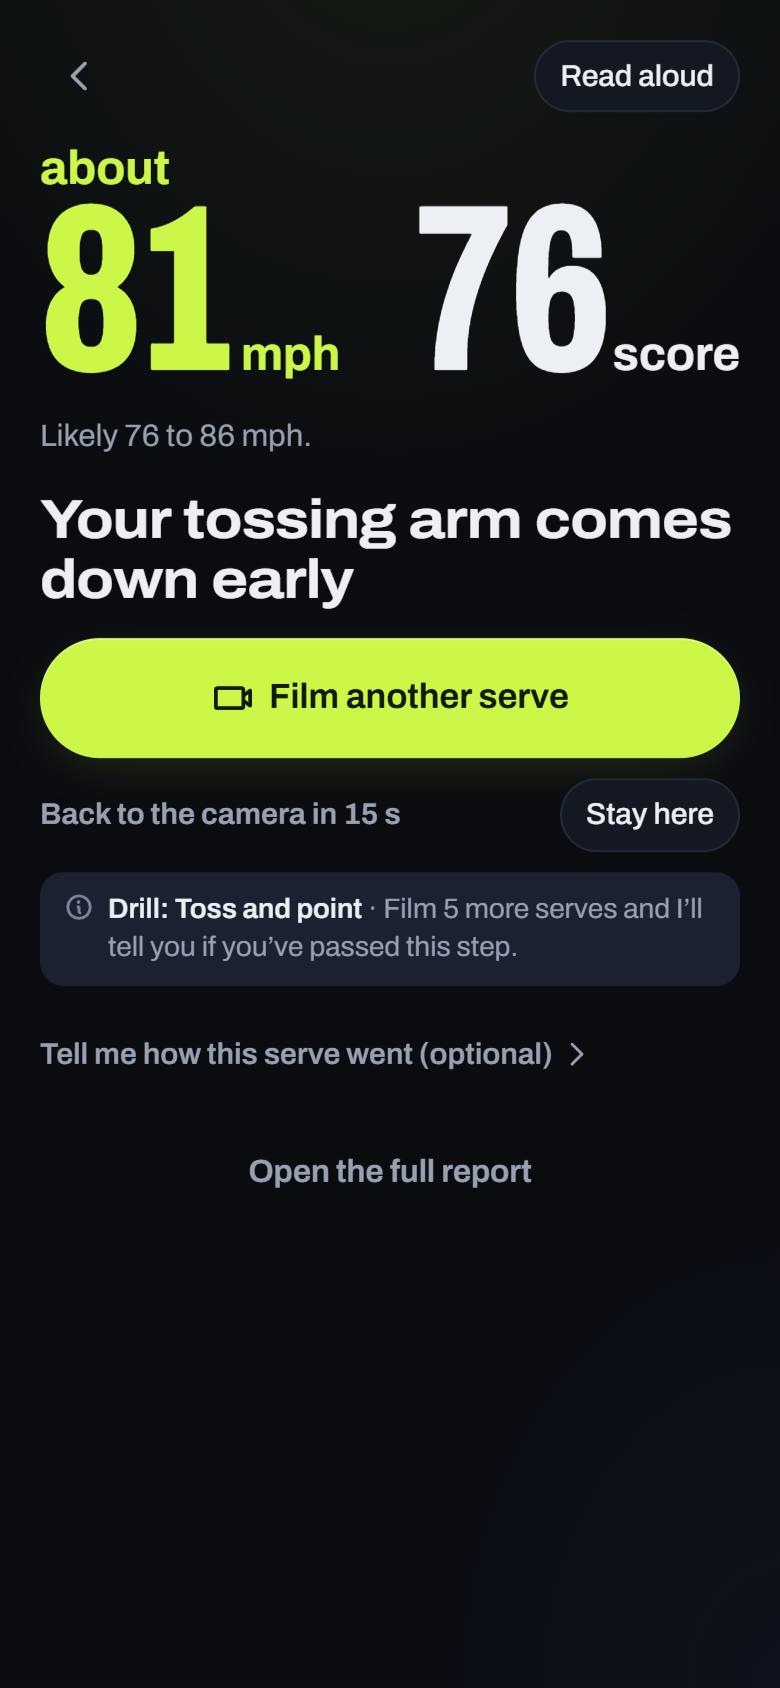 Read aloud
about
81 mph
76 score
Likely 76 to 86 mph.
Your tossing arm comes
down early
Film another serve
Back to the camera in 15 s
Stay here
Drill: Toss and point · Film 5 more serves and I’ll
tell you if you’ve passed this step.
Tell me how this serve went (optional)
Open the full report